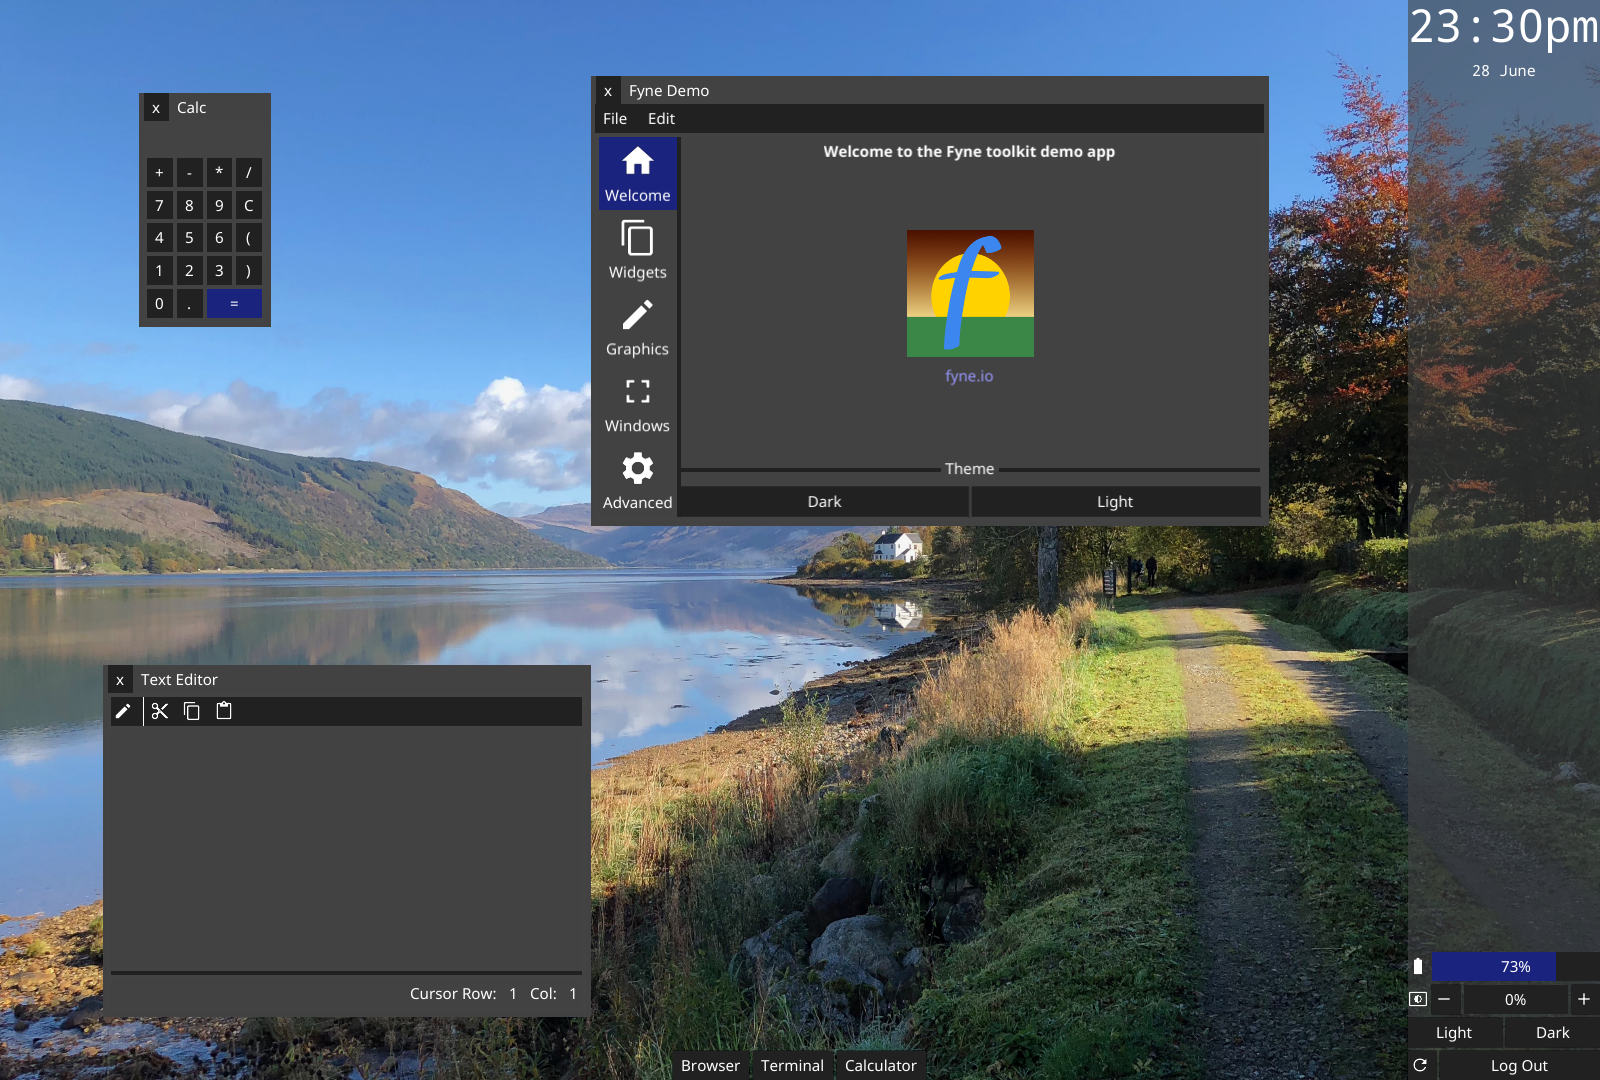 23:30pm
28 June
x Calc
+ - * /
7 8 9 C
4 5 6 (
1 2 3 )
0 . =
x Fyne Demo
File Edit
Welcome
Widgets
Graphics
Windows
Advanced
Welcome to the Fyne toolkit demo app
f
fyne.io
Theme
Dark Light
x Text Editor
Cursor Row: 1 Col: 1
Browser Terminal Calculator
73%
− 0% +
Light Dark
Log Out